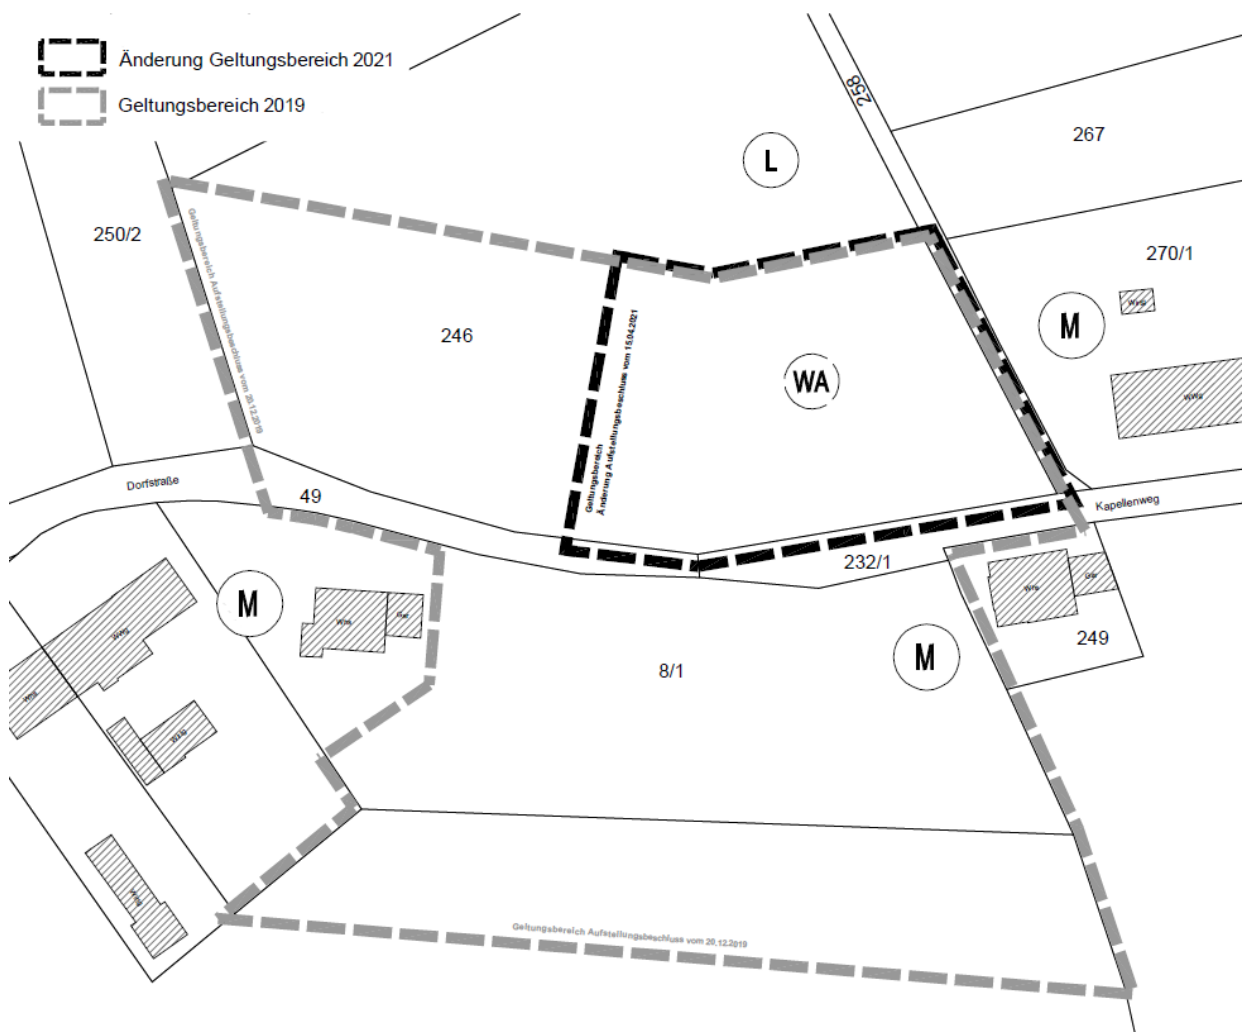 Änderung Geltungsbereich 2021
Geltungsbereich 2019
258
267
L
250/2
270/1
Geltungsbereich Aufstellungsbeschluss vom 20.12.2019
M
246
WA
Geltungsbereich
Änderung Aufstellungsbeschluss vom 15.04.2021
Dorfstraße
49
Kapellenweg
232/1
M
249
M
8/1
Geltungsbereich Aufstellungsbeschluss vom 20.12.2019